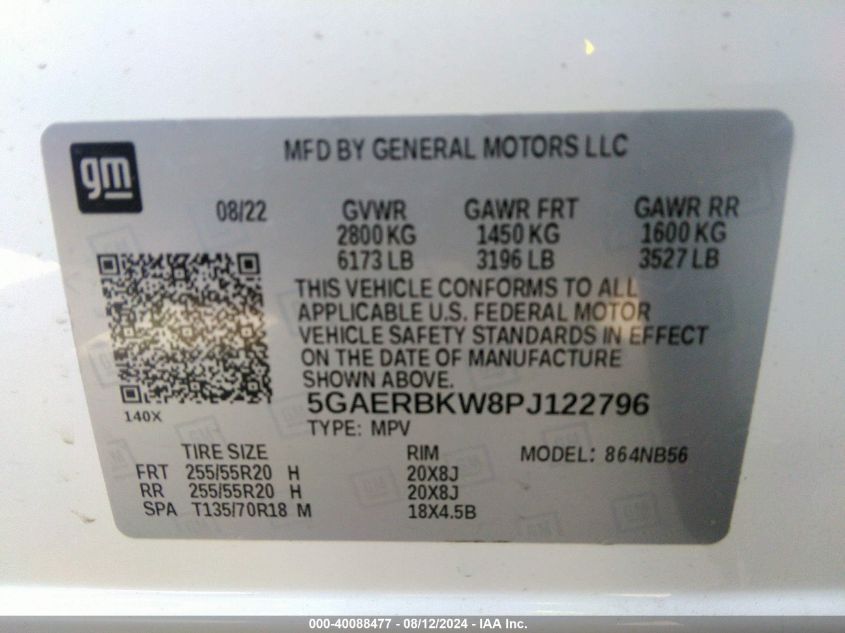 gm
MFD BY GENERAL MOTORS LLC
08/22 GVWR GAWR FRT GAWR RR
2800 KG 1450 KG 1600 KG
6173 LB 3196 LB 3527 LB
THIS VEHICLE CONFORMS TO ALL
APPLICABLE U.S. FEDERAL MOTOR
VEHICLE SAFETY STANDARDS IN EFFECT
ON THE DATE OF MANUFACTURE
SHOWN ABOVE.
140X
5GAERBKW8PJ122796
TYPE: MPV
TIRE SIZE RIM MODEL: 864NB56
FRT 255/55R20 H 20X8J
RR 255/55R20 H 20X8J
SPA T135/70R18 M 18X4.5B
000-40088477 - 08/12/2024 - IAA Inc.